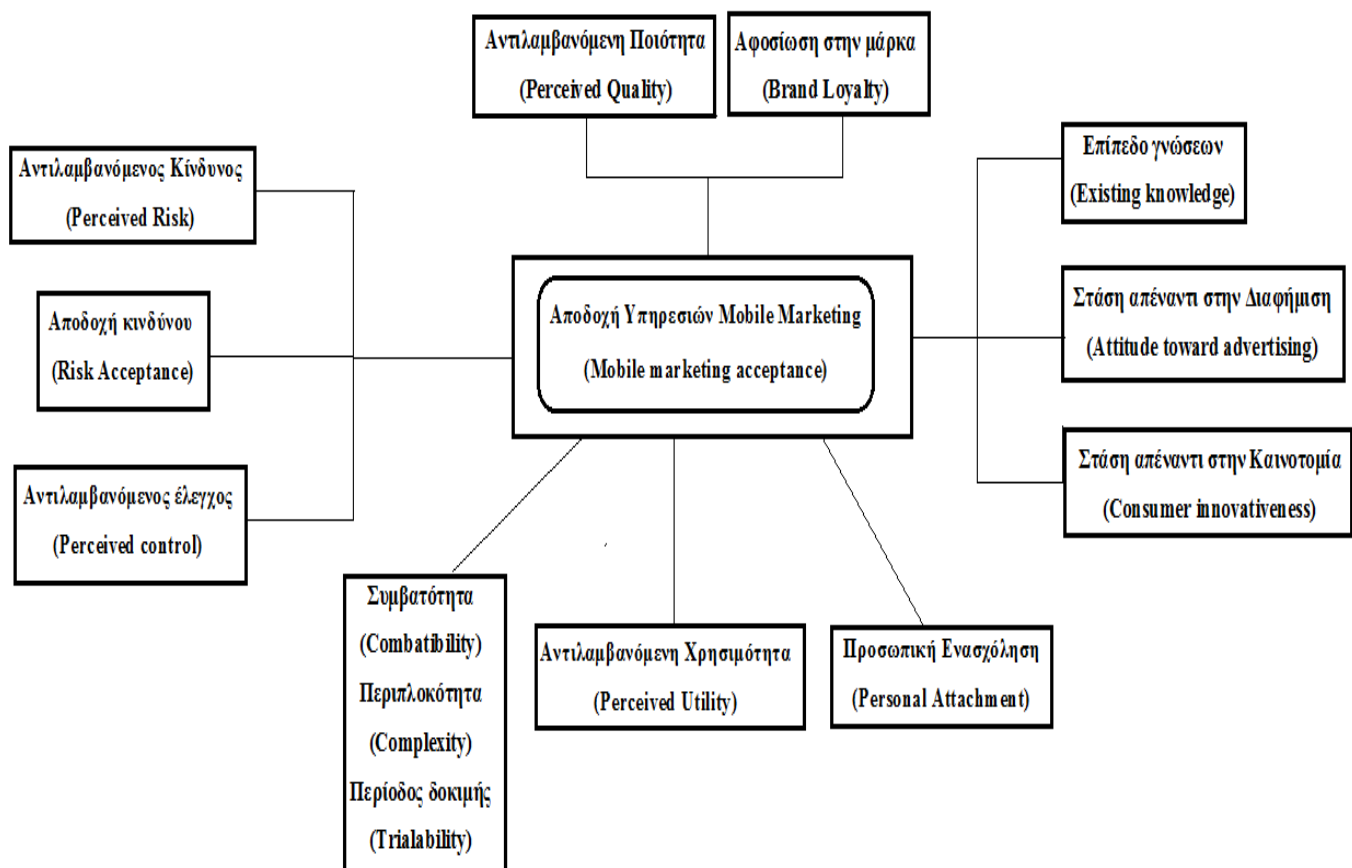 Αντιλαμβανόμενη Ποιότητα
(Perceived Quality)
Αφοσίωση στην μάρκα
(Brand Loyalty)
Αντιλαμβανόμενος Κίνδυνος
(Perceived Risk)
Αποδοχή κινδύνου
(Risk Acceptance)
Αντιλαμβανόμενος έλεγχος
(Perceived control)
Αποδοχή Υπηρεσιών Mobile Marketing
(Mobile marketing acceptance)
Επίπεδο γνώσεων
(Existing knowledge)
Στάση απέναντι στην Διαφήμιση
(Attitude toward advertising)
Στάση απέναντι στην Καινοτομία
(Consumer innovativeness)
Συμβατότητα
(Combatibility)
Περιπλοκότητα
(Complexity)
Περίοδος δοκιμής
(Trialability)
Αντιλαμβανόμενη Χρησιμότητα
(Perceived Utility)
Προσωπική Ενασχόληση
(Personal Attachment)